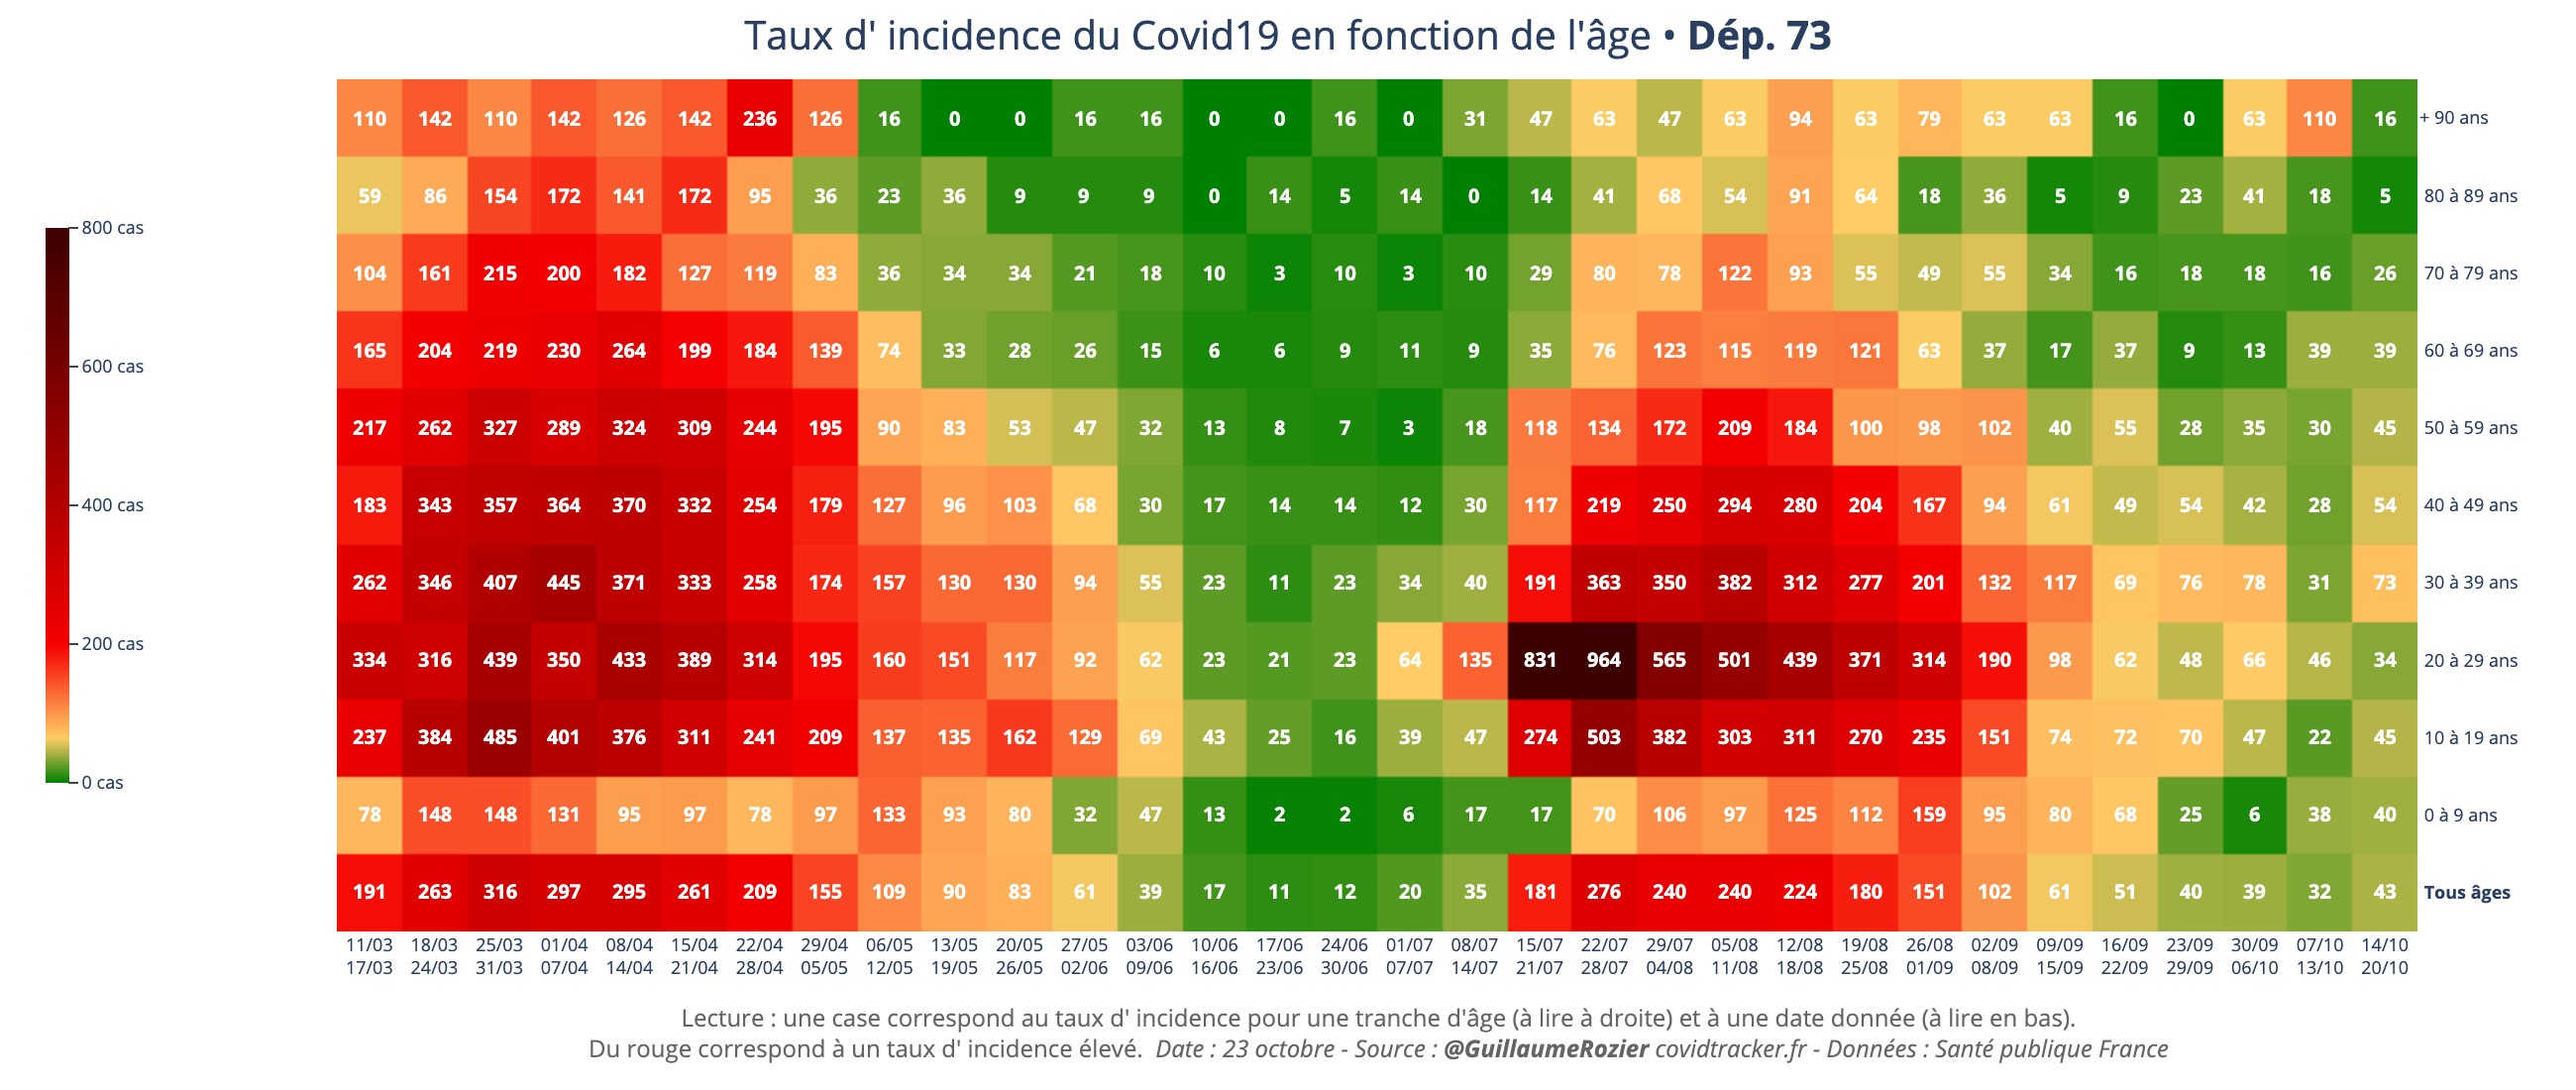 Taux d' incidence du Covid19 en fonction de l'âge • Dép. 73
800 cas
600 cas
400 cas
200 cas
0 cas
110 142 110 142 126 142 236 126 16 0 0 16 16 0 0 16 0 31 47 63 47 63 94 63 79 63 63 16 0 63 110 16 + 90 ans
59 86 154 172 141 172 95 36 23 36 9 9 9 0 14 5 14 0 14 41 68 54 91 64 18 36 5 9 23 41 18 5 80 à 89 ans
104 161 215 200 182 127 119 83 36 34 34 21 18 10 3 10 3 10 29 80 78 122 93 55 49 55 34 16 18 18 16 26 70 à 79 ans
165 204 219 230 264 199 184 139 74 33 28 26 15 6 6 9 11 9 35 76 123 115 119 121 63 37 17 37 9 13 39 39 60 à 69 ans
217 262 327 289 324 309 244 195 90 83 53 47 32 13 8 7 3 18 118 134 172 209 184 100 98 102 40 55 28 35 30 45 50 à 59 ans
183 343 357 364 370 332 254 179 127 96 103 68 30 17 14 14 12 30 117 219 250 294 280 204 167 94 61 49 54 42 28 54 40 à 49 ans
262 346 407 445 371 333 258 174 157 130 130 94 55 23 11 23 34 40 191 363 350 382 312 277 201 132 117 69 76 78 31 73 30 à 39 ans
334 316 439 350 433 389 314 195 160 151 117 92 62 23 21 23 64 135 831 964 565 501 439 371 314 190 98 62 48 66 46 34 20 à 29 ans
237 384 485 401 376 311 241 209 137 135 162 129 69 43 25 16 39 47 274 503 382 303 311 270 235 151 74 72 70 47 22 45 10 à 19 ans
78 148 148 131 95 97 78 97 133 93 80 32 47 13 2 2 6 17 17 70 106 97 125 112 159 95 80 68 25 6 38 40 0 à 9 ans
191 263 316 297 295 261 209 155 109 90 83 61 39 17 11 12 20 35 181 276 240 240 224 180 151 102 61 51 40 39 32 43 Tous âges
11/03 18/03 25/03 01/04 08/04 15/04 22/04 29/04 06/05 13/05 20/05 27/05 03/06 10/06 17/06 24/06 01/07 08/07 15/07 22/07 29/07 05/08 12/08 19/08 26/08 02/09 09/09 16/09 23/09 30/09 07/10 14/10
17/03 24/03 31/03 07/04 14/04 21/04 28/04 05/05 12/05 19/05 26/05 02/06 09/06 16/06 23/06 30/06 07/07 14/07 21/07 28/07 04/08 11/08 18/08 25/08 01/09 08/09 15/09 22/09 29/09 06/10 13/10 20/10
Lecture : une case correspond au taux d' incidence pour une tranche d'âge (à lire à droite) et à une date donnée (à lire en bas).
Du rouge correspond à un taux d' incidence élevé. Date : 23 octobre - Source : @GuillaumeRozier covidtracker.fr - Données : Santé publique France